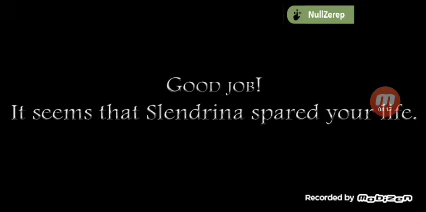 NullZerep
GOOD JOB!
It seems that Slendrina spared your life.
Recorded by Mobizen